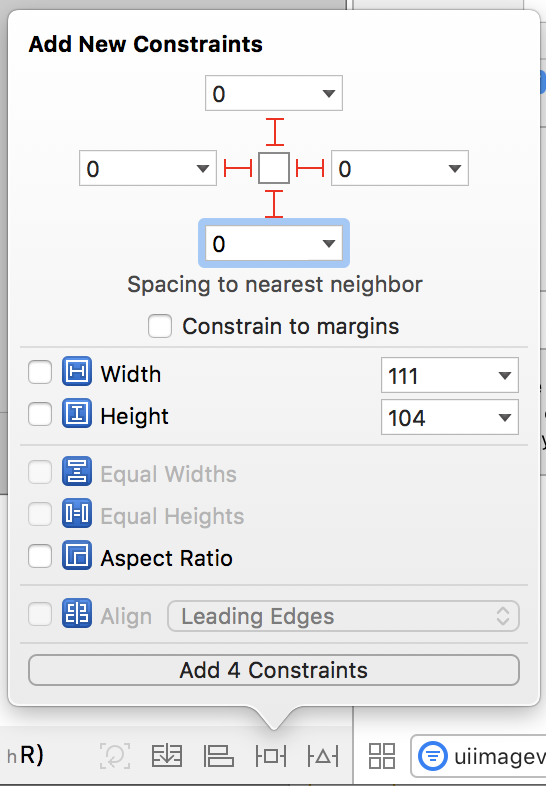 Add New Constraints
0
0
0
0
Spacing to nearest neighbor
Constrain to margins
Width
111
Height
104
Equal Widths
Equal Heights
Aspect Ratio
Align
Leading Edges
Add 4 Constraints
hR)
uiimagev